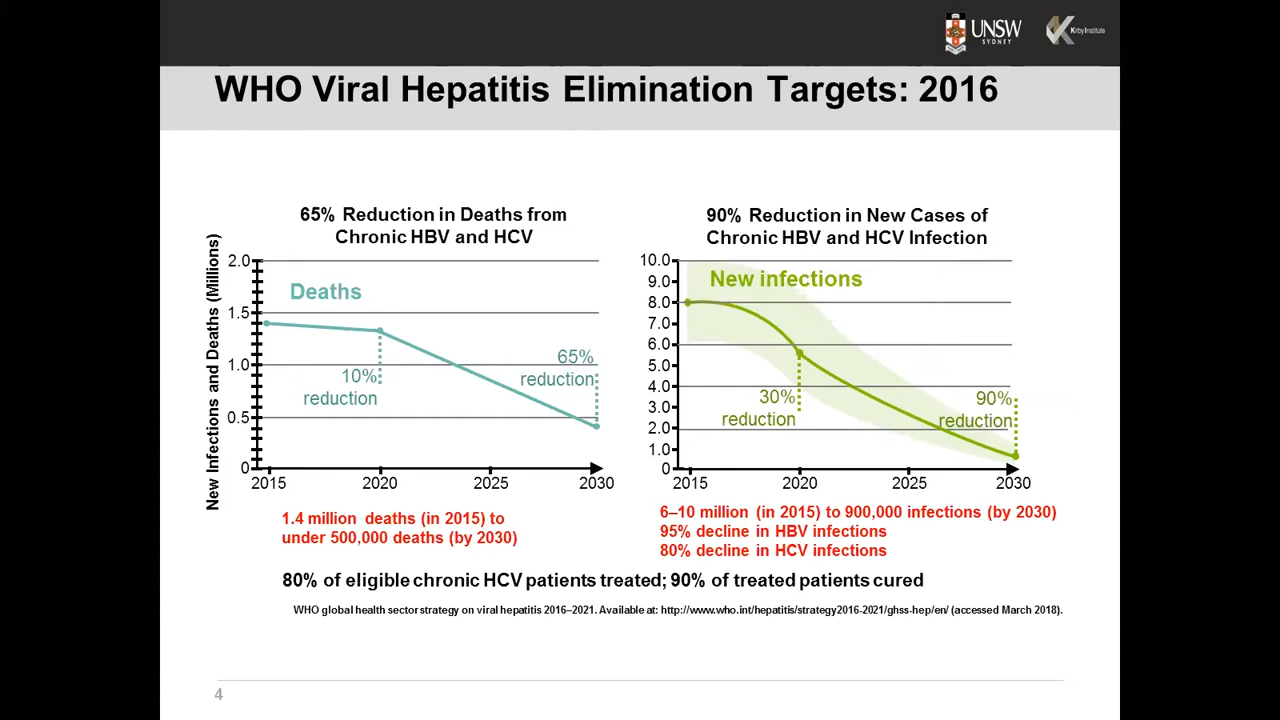 UNSW
SYDNEY
Kirby Institute
WHO Viral Hepatitis Elimination Targets: 2016
65% Reduction in Deaths from
Chronic HBV and HCV
New Infections and Deaths (Millions)
2.0
1.5
1.0
0.5
0
Deaths
10%
reduction
65%
reduction
2015
2020
2025
2030
1.4 million deaths (in 2015) to
under 500,000 deaths (by 2030)
90% Reduction in New Cases of
Chronic HBV and HCV Infection
10.0
9.0
8.0
7.0
6.0
5.0
4.0
3.0
2.0
1.0
0
New infections
30%
reduction
90%
reduction
2015
2020
2025
2030
6–10 million (in 2015) to 900,000 infections (by 2030)
95% decline in HBV infections
80% decline in HCV infections
80% of eligible chronic HCV patients treated; 90% of treated patients cured
WHO global health sector strategy on viral hepatitis 2016–2021. Available at: http://www.who.int/hepatitis/strategy2016-2021/ghss-hep/en/ (accessed March 2018).
4